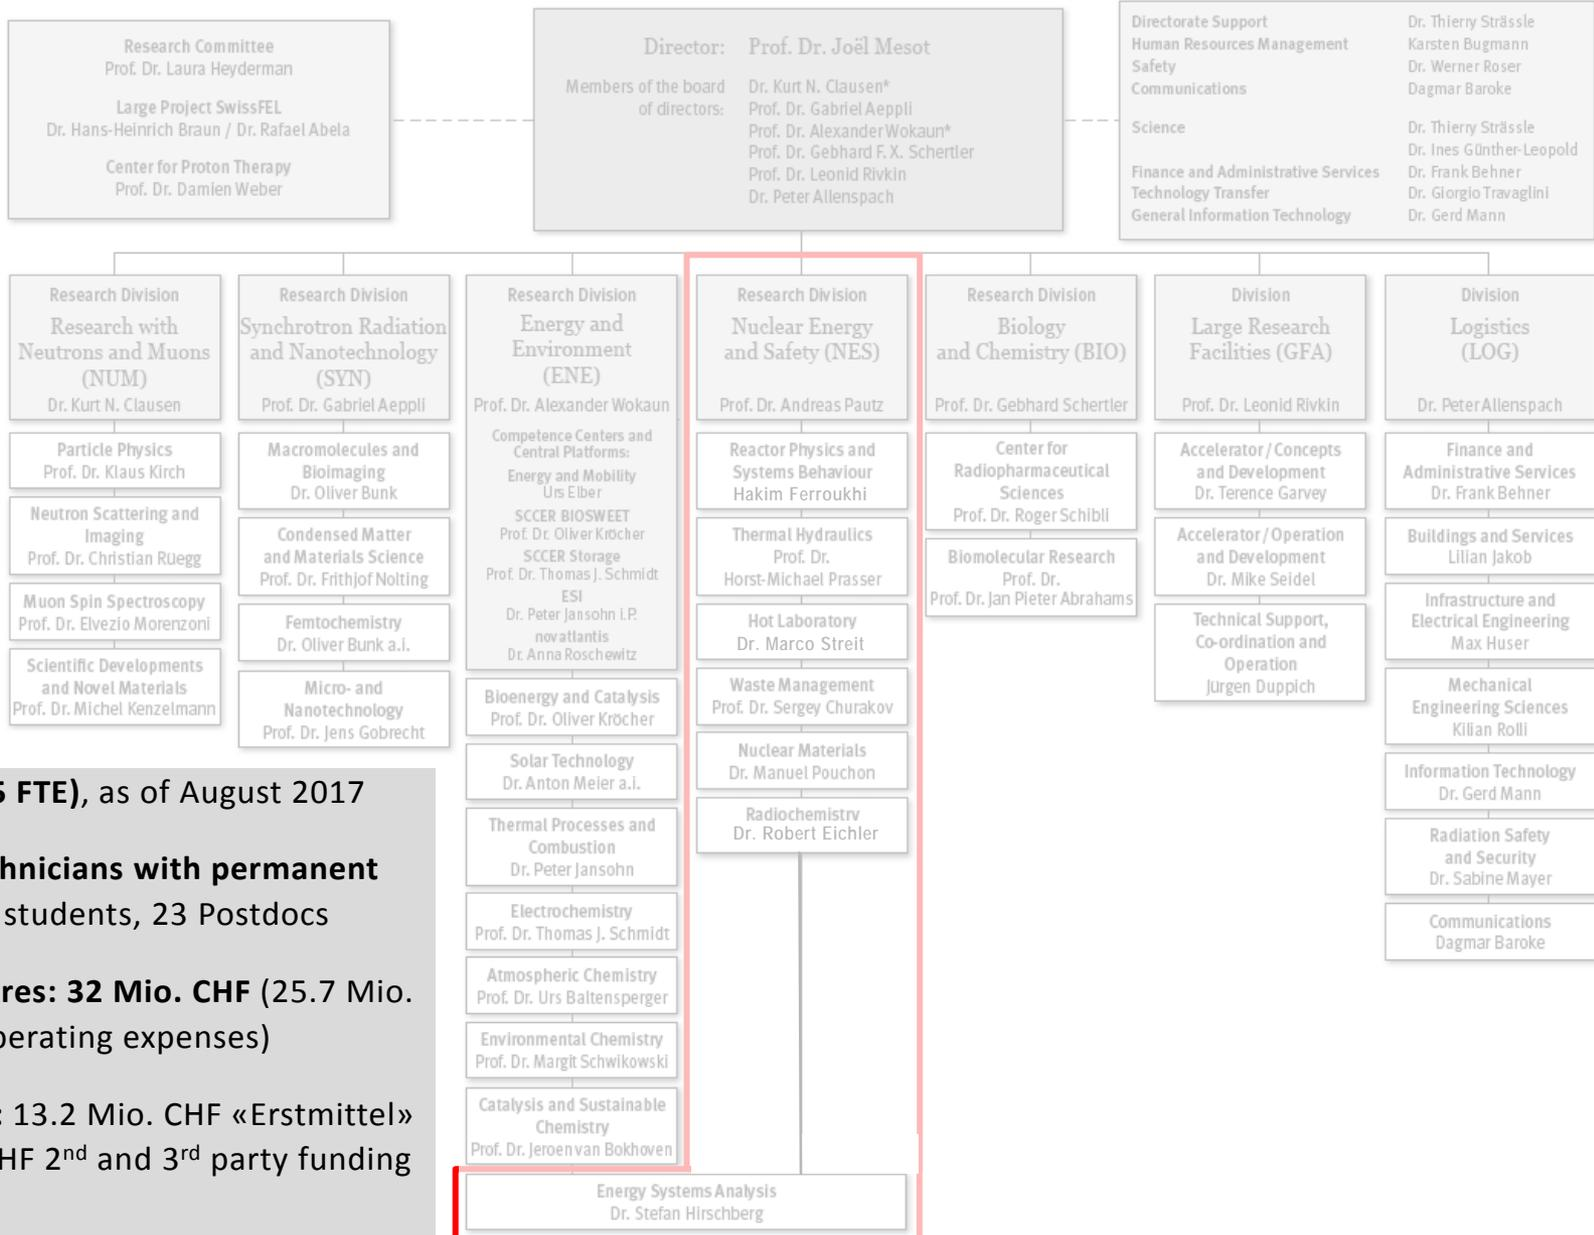 Research Committee
Prof. Dr. Laura Heyderman
Large Project SwissFEL
Dr. Hans-Heinrich Braun / Dr. Rafael Abela
Center for Proton Therapy
Prof. Dr. Damien Weber
Director: Prof. Dr. Joël Mesot
Members of the board of directors:
Dr. Kurt N. Clausen*
Prof. Dr. Gabriel Aeppli
Prof. Dr. Alexander Wokaun*
Prof. Dr. Gebhard F. X. Schertler
Prof. Dr. Leonid Rivkin
Dr. Peter Allenspach
Directorate Support Dr. Thierry Strässle
Human Resources Management Karsten Bugmann
Safety Dr. Werner Roser
Communications Dagmar Baroke
Science Dr. Thierry Strässle
Dr. Ines Günther-Leopold
Finance and Administrative Services Dr. Frank Behner
Technology Transfer Dr. Giorgio Travaglini
General Information Technology Dr. Gerd Mann
Research Division
Research with
Neutrons and Muons
(NUM)
Dr. Kurt N. Clausen
Particle Physics
Prof. Dr. Klaus Kirch
Neutron Scattering and
Imaging
Prof. Dr. Christian Rüegg
Muon Spin Spectroscopy
Prof. Dr. Elvezio Morenzoni
Scientific Developments
and Novel Materials
Prof. Dr. Michel Kenzelmann
Research Division
Synchrotron Radiation
and Nanotechnology
(SYN)
Prof. Dr. Gabriel Aeppli
Macromolecules and
Bioimaging
Dr. Oliver Bunk
Condensed Matter
and Materials Science
Prof. Dr. Frithjof Nolting
Femtochemistry
Dr. Oliver Bunk a.i.
Micro- and
Nanotechnology
Prof. Dr. Jens Gobrecht
Research Division
Energy and
Environment
(ENE)
Prof. Dr. Alexander Wokaun
Competence Centers and
Central Platforms:
Energy and Mobility
Urs Elber
SCCER BIOSWEET
Prof. Dr. Oliver Kröcher
SCCER Storage
Prof. Dr. Thomas J. Schmidt
ESI
Dr. Peter Jansohn i.P.
novatlantis
Dr. Anna Roschewitz
Bioenergy and Catalysis
Prof. Dr. Oliver Kröcher
Solar Technology
Dr. Anton Meier a.i.
Thermal Processes and
Combustion
Dr. Peter Jansohn
Electrochemistry
Prof. Dr. Thomas J. Schmidt
Atmospheric Chemistry
Prof. Dr. Urs Baltensperger
Environmental Chemistry
Prof. Dr. Margit Schwikowski
Catalysis and Sustainable
Chemistry
Prof. Dr. Jeroen van Bokhoven
Research Division
Nuclear Energy
and Safety (NES)
Prof. Dr. Andreas Pautz
Reactor Physics and
Systems Behaviour
Hakim Ferroukhi
Thermal Hydraulics
Prof. Dr.
Horst-Michael Prasser
Hot Laboratory
Dr. Marco Streit
Waste Management
Prof. Dr. Sergey Churakov
Nuclear Materials
Dr. Manuel Pouchon
Radiochemistry
Dr. Robert Eichler
Energy Systems Analysis
Dr. Stefan Hirschberg
Research Division
Biology
and Chemistry (BIO)
Prof. Dr. Gebhard Schertler
Center for
Radiopharmaceutical
Sciences
Prof. Dr. Roger Schibli
Biomolecular Research
Prof. Dr.
Prof. Dr. Jan Pieter Abrahams
Division
Large Research
Facilities (GFA)
Prof. Dr. Leonid Rivkin
Accelerator / Concepts
and Development
Dr. Terence Garvey
Accelerator / Operation
and Development
Dr. Mike Seidel
Technical Support,
Co-ordination and
Operation
Jürgen Duppich
Division
Logistics
(LOG)
Dr. Peter Allenspach
Finance and
Administrative Services
Dr. Frank Behner
Buildings and Services
Lilian Jakob
Infrastructure and
Electrical Engineering
Max Huser
Mechanical
Engineering Sciences
Kilian Rolli
Information Technology
Dr. Gerd Mann
Radiation Safety
and Security
Dr. Sabine Mayer
Communications
Dagmar Baroke
FTE), as of August 2017
hnicians with permanent
students, 23 Postdocs
res: 32 Mio. CHF (25.7 Mio.
perating expenses)
: 13.2 Mio. CHF «Erstmittel»
HF 2nd and 3rd party funding